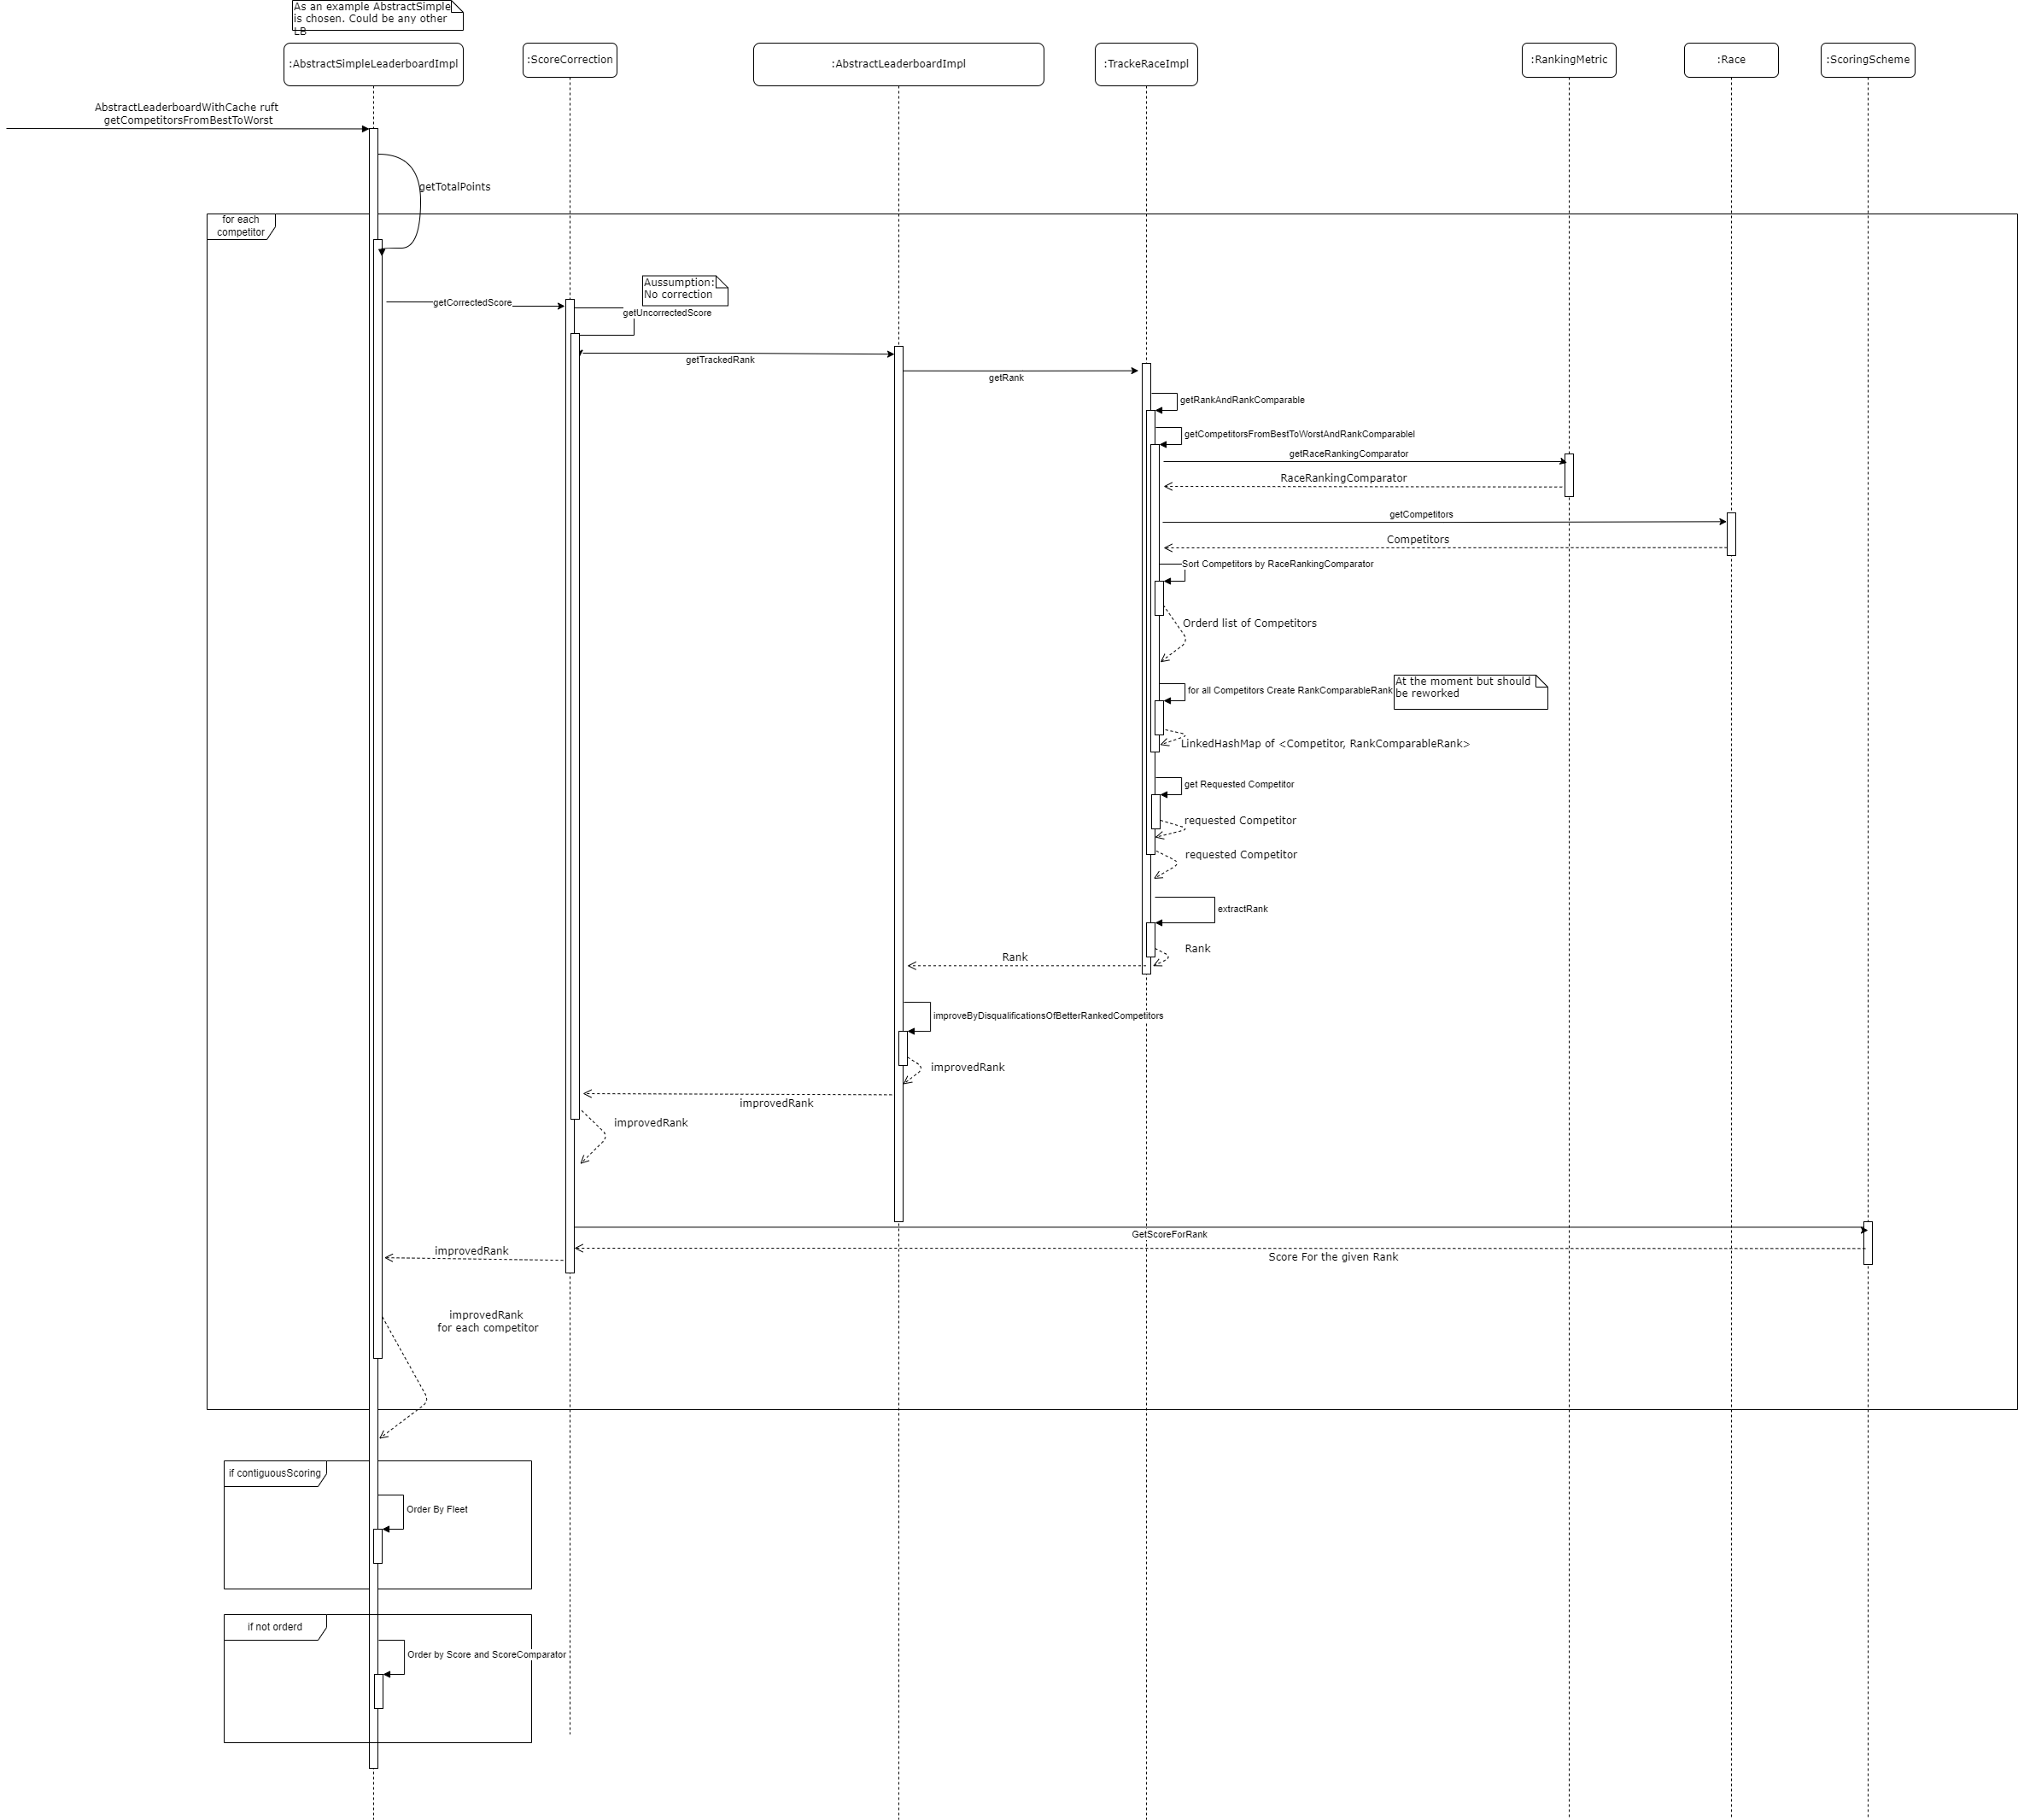 As an example AbstractSimple
is chosen. Could be any other
LB
:AbstractSimpleLeaderboardImpl
:ScoreCorrection
:AbstractLeaderboardImpl
:TrackeRaceImpl
:RankingMetric
:Race
:ScoringScheme
AbstractLeaderboardWithCache ruft
getCompetitorsFromBestToWorst
getTotalPoints
for each
competitor
Aussumption:
No correction
getCorrectedScore
getUncorrectedScore
getTrackedRank
getRank
getRankAndRankComparable
getCompetitorsFromBestToWorstAndRankComparablel
getRaceRankingComparator
RaceRankingComparator
getCompetitors
Competitors
Sort Competitors by RaceRankingComparator
Orderd list of Competitors
for all Competitors Create RankComparableRank
At the moment but should
be reworked
LinkedHashMap of <Competitor, RankComparableRank>
get Requested Competitor
requested Competitor
requested Competitor
extractRank
Rank
Rank
improveByDisqualificationsOfBetterRankedCompetitors
improvedRank
improvedRank
improvedRank
GetScoreForRank
improvedRank
Score For the given Rank
improvedRank
for each competitor
if contiguousScoring
Order By Fleet
if not orderd
Order by Score and ScoreComparator